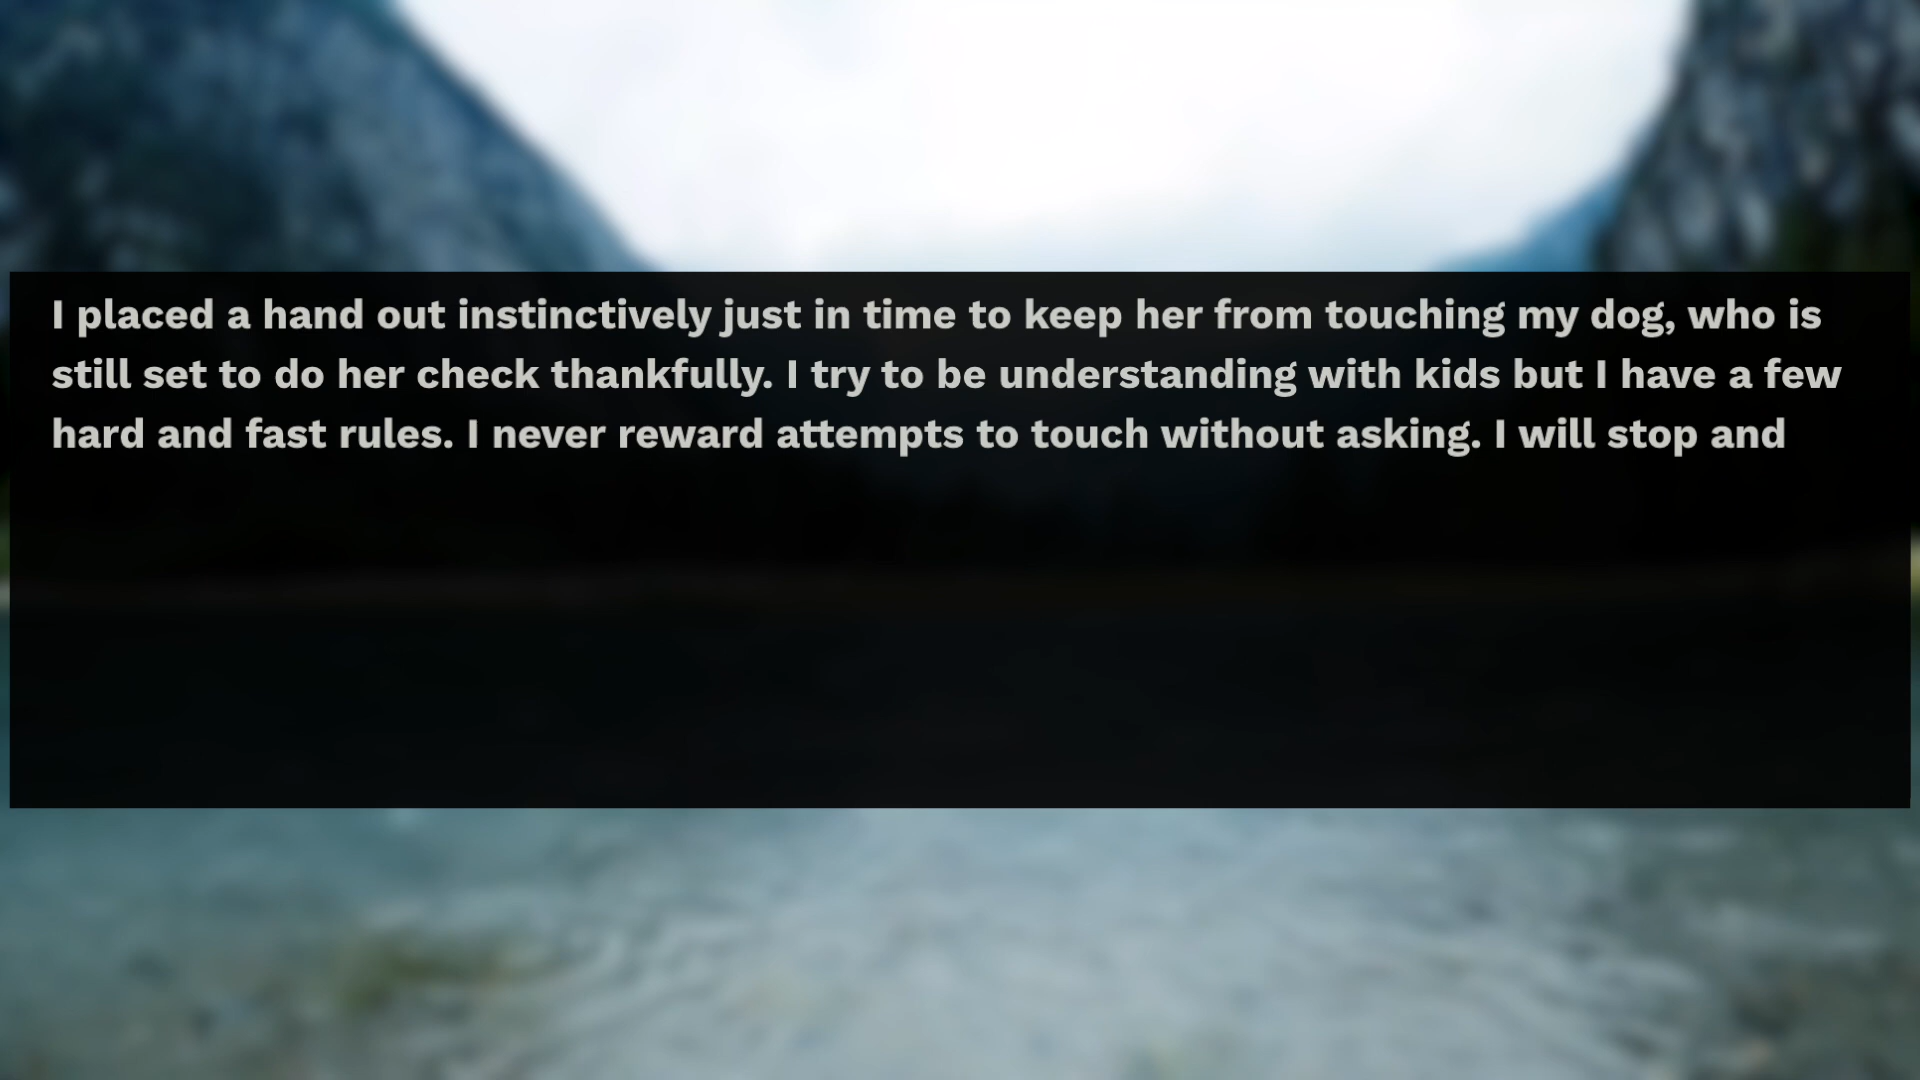 I placed a hand out instinctively just in time to keep her from touching my dog, who is
still set to do her check thankfully. I try to be understanding with kids but I have a few
hard and fast rules. I never reward attempts to touch without asking. I will stop and